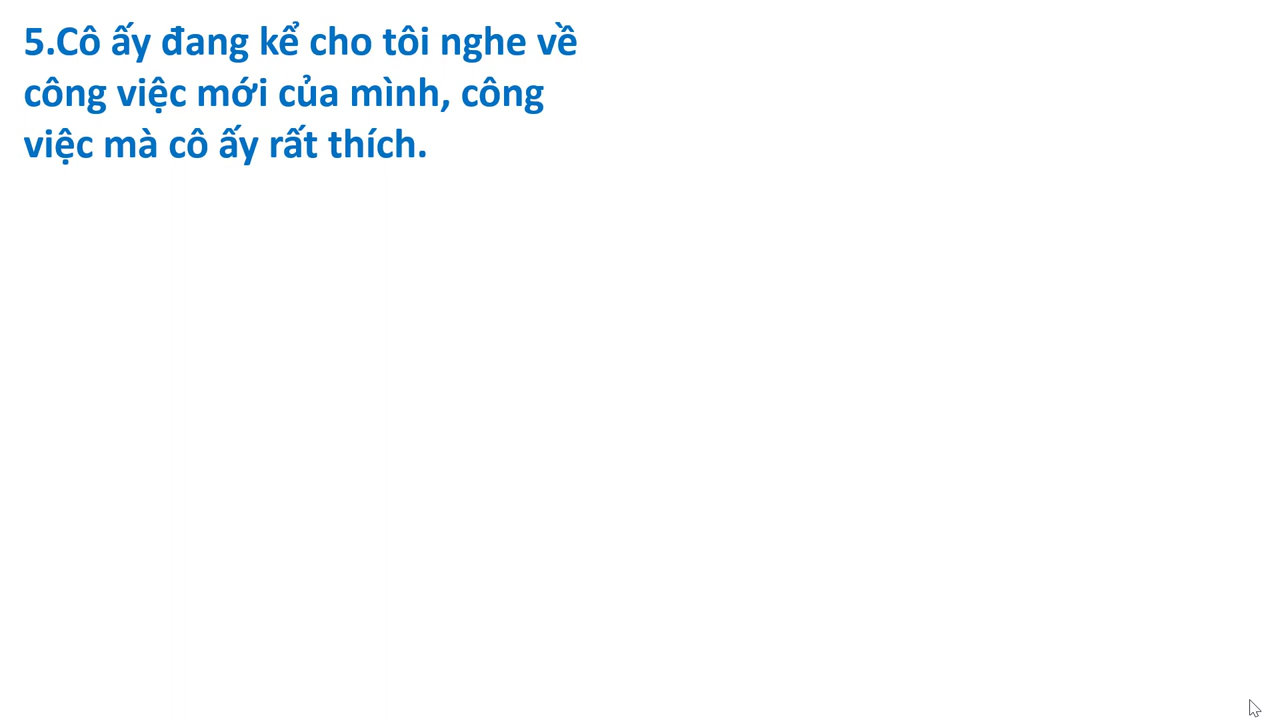 5.Cô ấy đang kể cho tôi nghe về
công việc mới của mình, công
việc mà cô ấy rất thích.